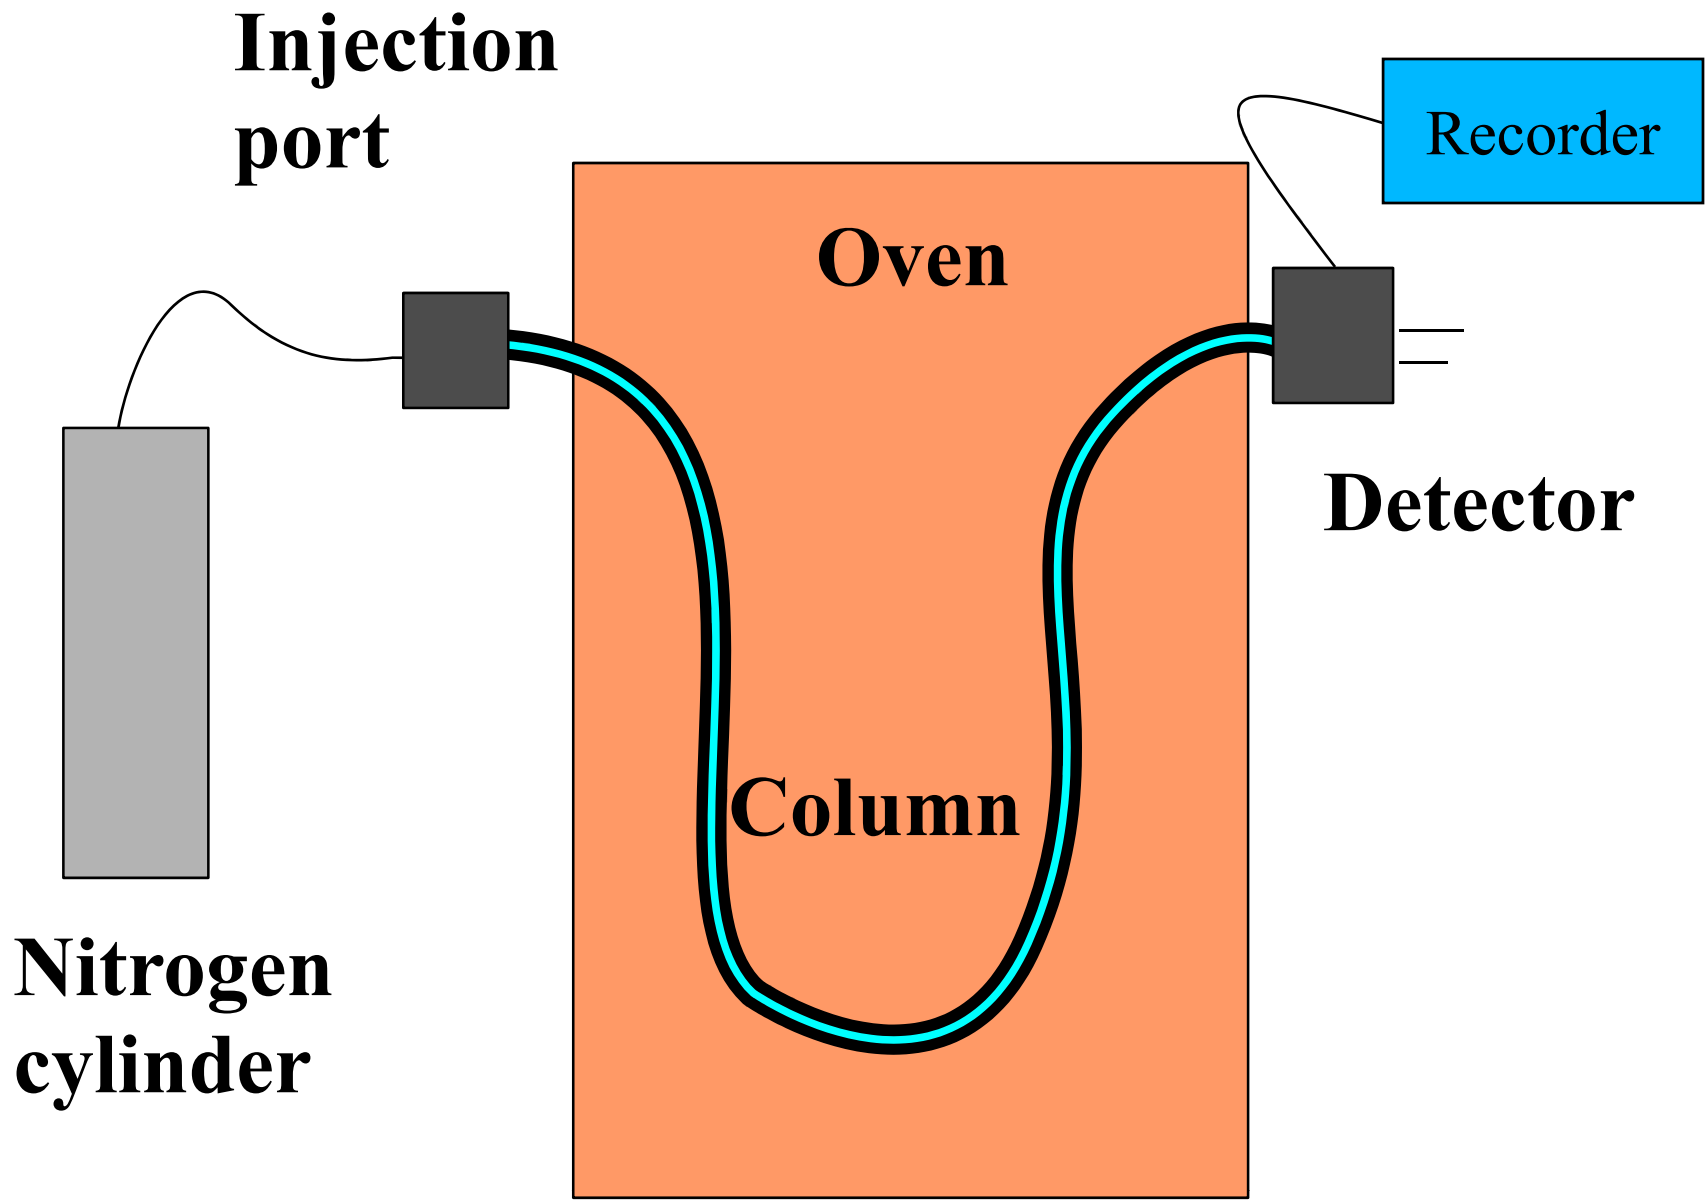 Injection
port
Recorder
Oven
Detector
Column
Nitrogen
cylinder